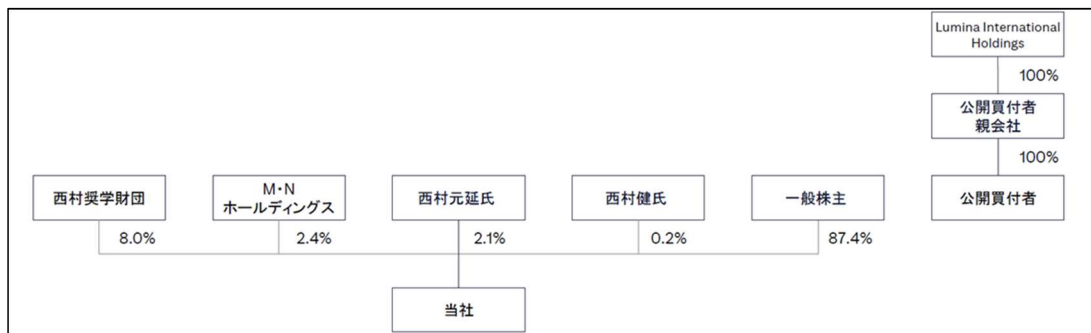 Lumina International
Holdings
100%
公開買付者
親会社
100%
西村奨学財団
M・N
ホールディングス
西村元延氏
西村健氏
一般株主
公開買付者
8.0%
2.4%
2.1%
0.2%
87.4%
当社